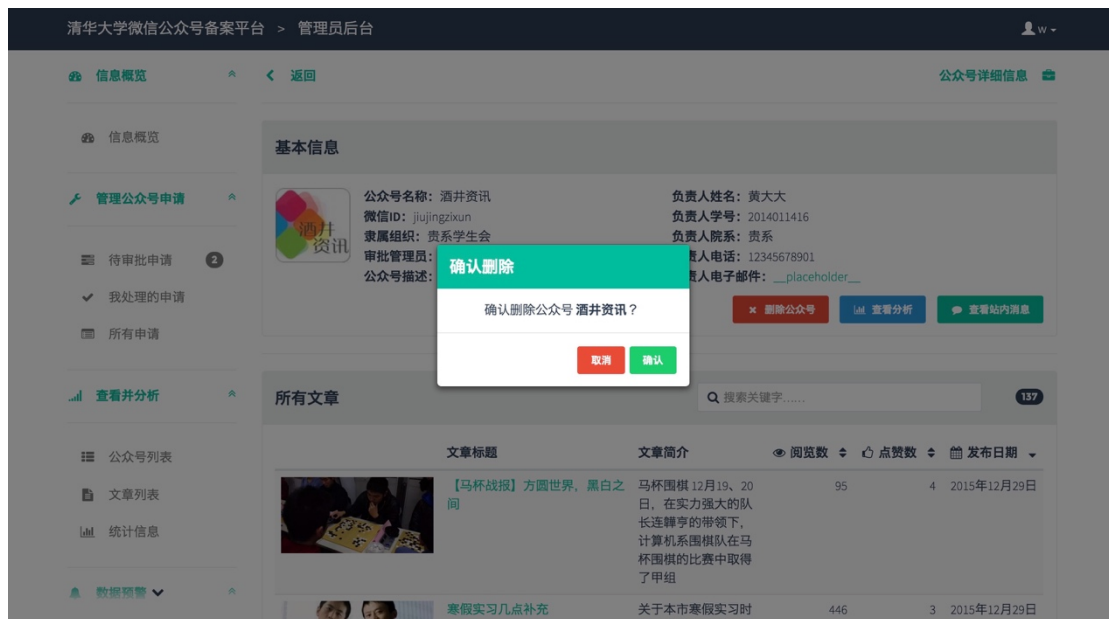 清华大学微信公众号备案平台 > 管理员后台
w
信息概览
返回
公众号详细信息
信息概览
管理公众号申请
待审批申请 2
我处理的申请
所有申请
查看并分析
公众号列表
文章列表
统计信息
数据预警
基本信息
酒井
资讯
公众号名称：酒井资讯
微信ID：jiujingzixun
隶属组织：贵系学生会
审批管理员：
公众号描述：
负责人姓名：黄大大
负责人学号：2014011416
负责人院系：贵系
责人电话：12345678901
责人电子邮件：__placeholder__
删除公众号 查看分析 查看站内消息
确认删除
确认删除公众号 酒井资讯？
取消 确认
所有文章
搜索关键字……
137
文章标题 文章简介 阅览数 点赞数 发布日期
【马杯战报】方圆世界，黑白之
间
马杯围棋 12月19、20
日，在实力强大的队
长连韡亨的带领下，
计算机系围棋队在马
杯围棋的比赛中取得
了甲组
95 4 2015年12月29日
寒假实习几点补充 关于本市寒假实习时 446 3 2015年12月29日